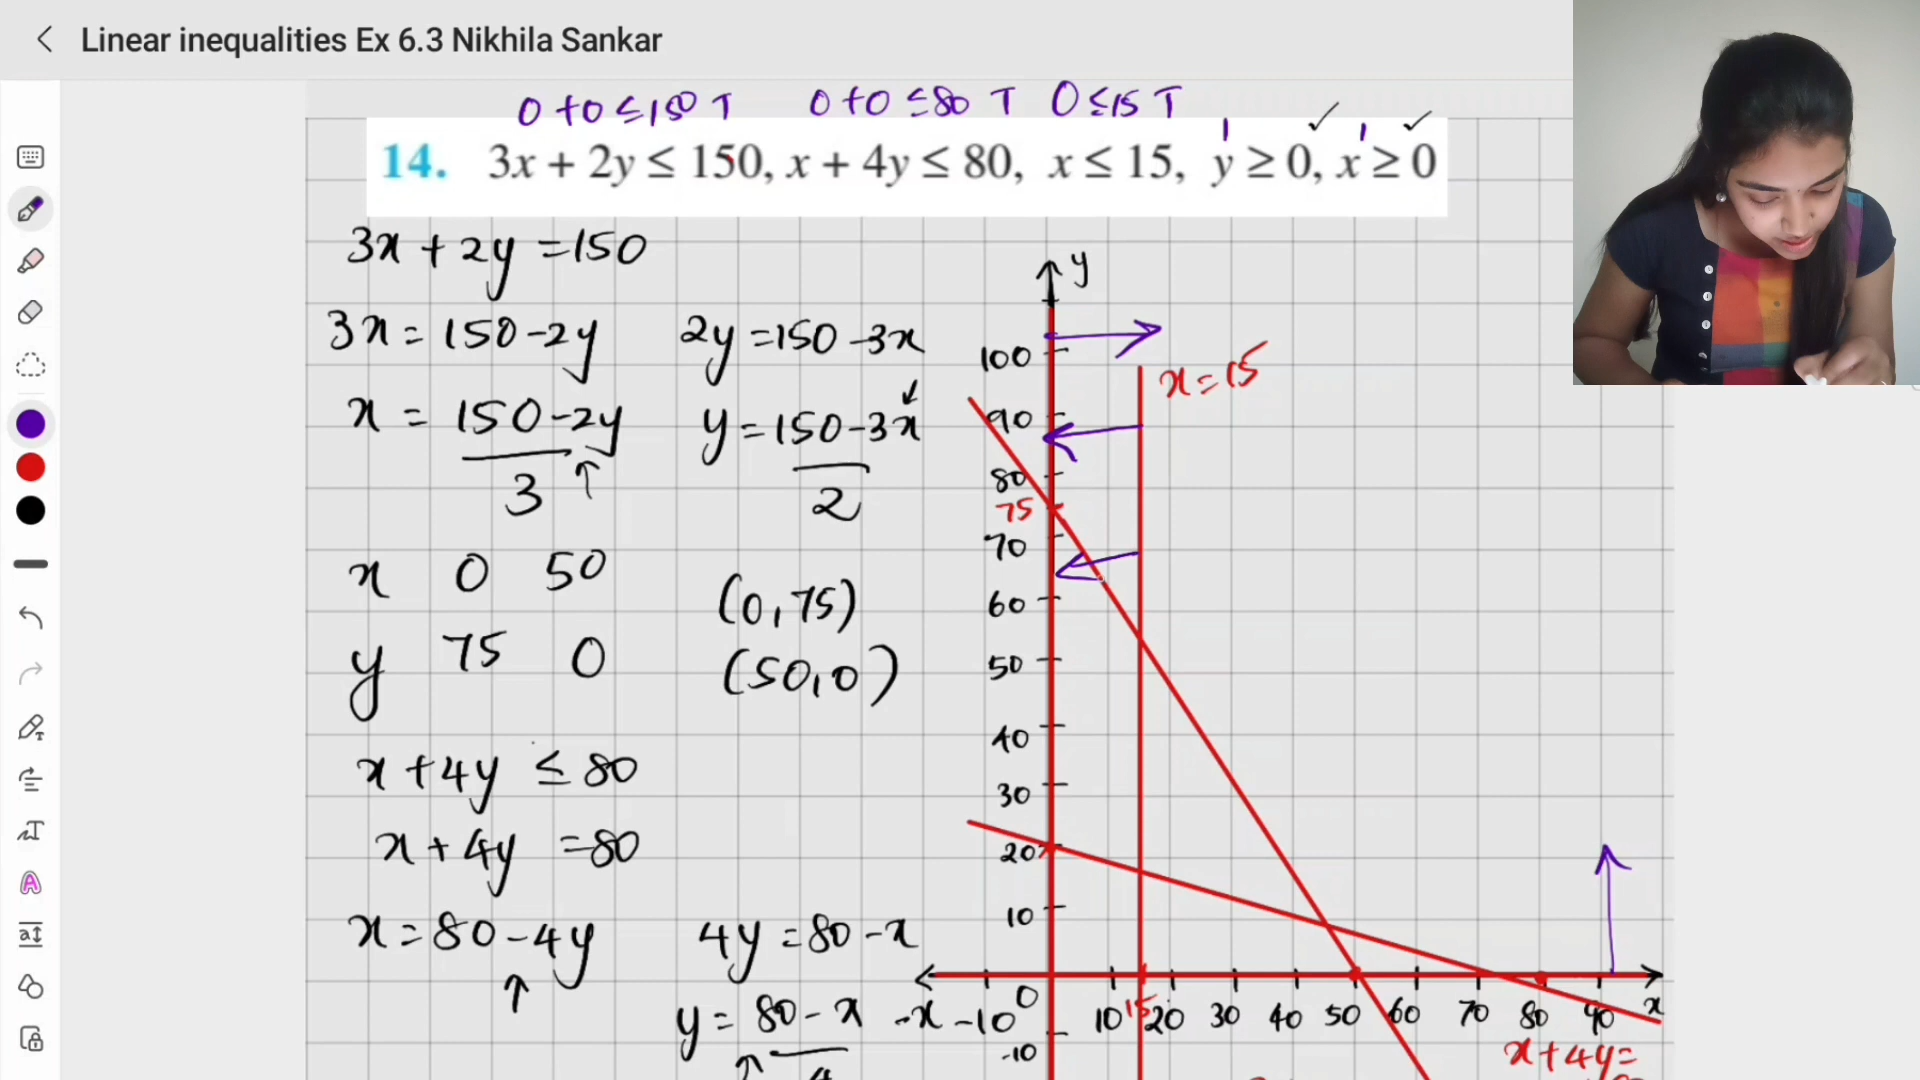 Linear inequalities Ex 6.3 Nikhila Sankar
0+0≤150 T 0+0≤80 T 0≤15 T
14. 3x + 2y ≤ 150, x + 4y ≤ 80, x ≤ 15, y ≥ 0, x ≥ 0
3x + 2y = 150
3x = 150-2y 2y = 150-3x
x = 150-2y y = 150-3x
3 2
x 0 50 (0,75)
y 75 0 (50,0)
x + 4y ≤ 80
x + 4y = 80
x = 80-4y 4y = 80-x
y = 80-x
4
y
100
x=15
90
80
75
70
60
50
40
30
20
10
0
-x -10 10 15 20 30 40 50 60 70 80 90 x
-10
x+4y=